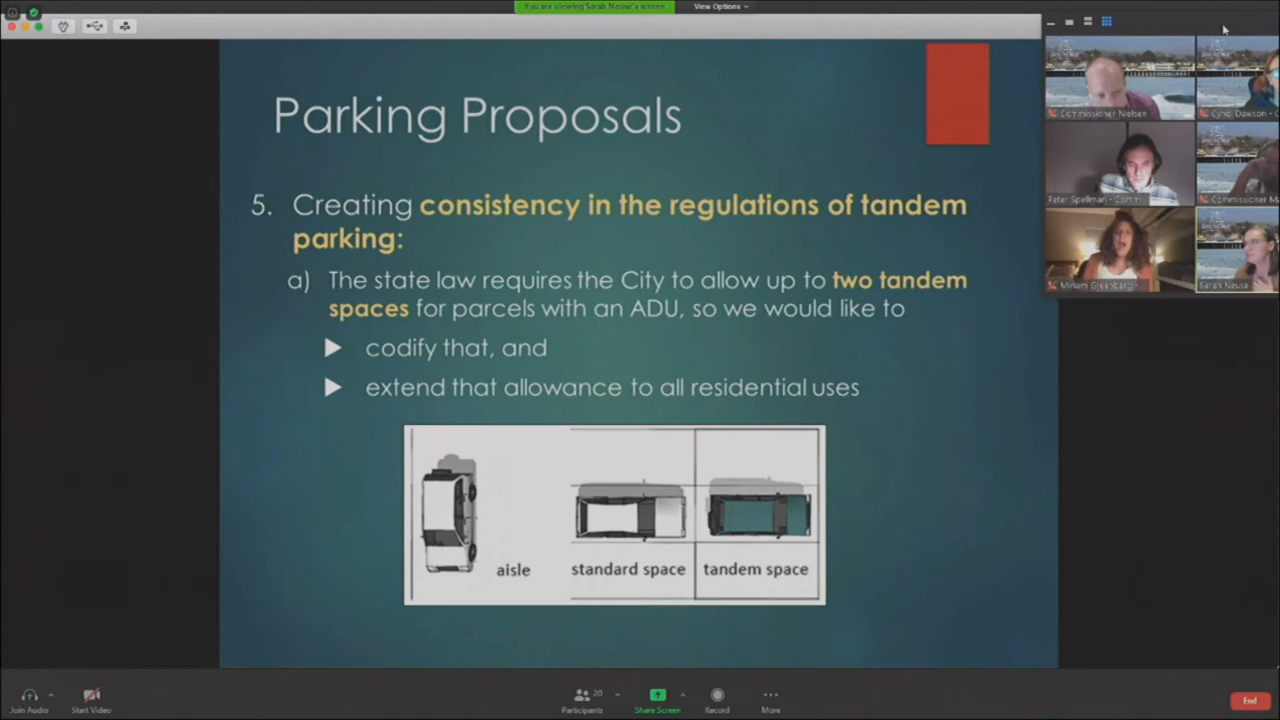 You are viewing Sarah Neuse's screen
View Options
Parking Proposals
5. Creating consistency in the regulations of tandem
parking:
a) The state law requires the City to allow up to two tandem
spaces for parcels with an ADU, so we would like to
codify that, and
extend that allowance to all residential uses
aisle
standard space
tandem space
Commissioner Nielsen
Cyndi Dawson - C
Peter Spellman - Comm
Commissioner M
Miriam Greenberg -
Sarah Neuse
Join Audio
Start Video
20
Participants
Share Screen
Record
More
End